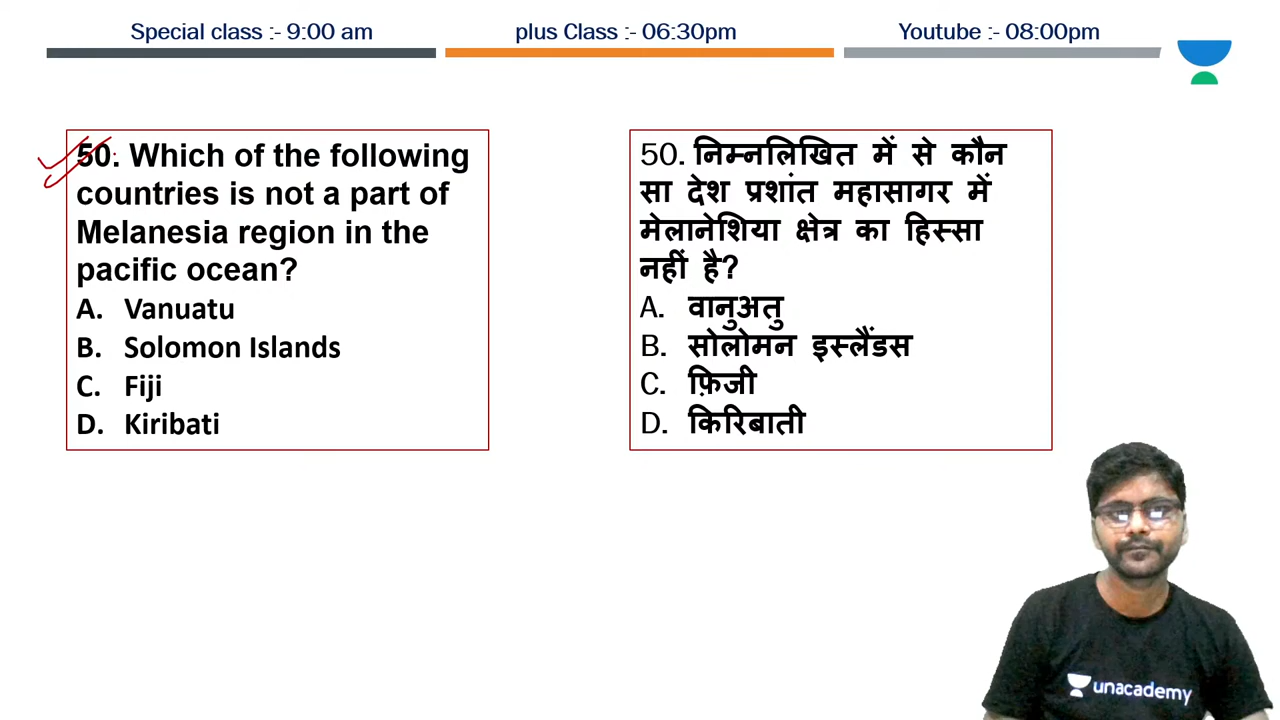 Special class :- 9:00 am
plus Class :- 06:30pm
Youtube :- 08:00pm
50. Which of the following
countries is not a part of
Melanesia region in the
pacific ocean?
A. Vanuatu
B. Solomon Islands
C. Fiji
D. Kiribati
50. निम्नलिखित में से कौन
सा देश प्रशांत महासागर में
मेलानेशिया क्षेत्र का हिस्सा
नहीं है?
A. वानुअतु
B. सोलोमन इस्लैंडस
C. फ़िजी
D. किरिबाती
unacademy